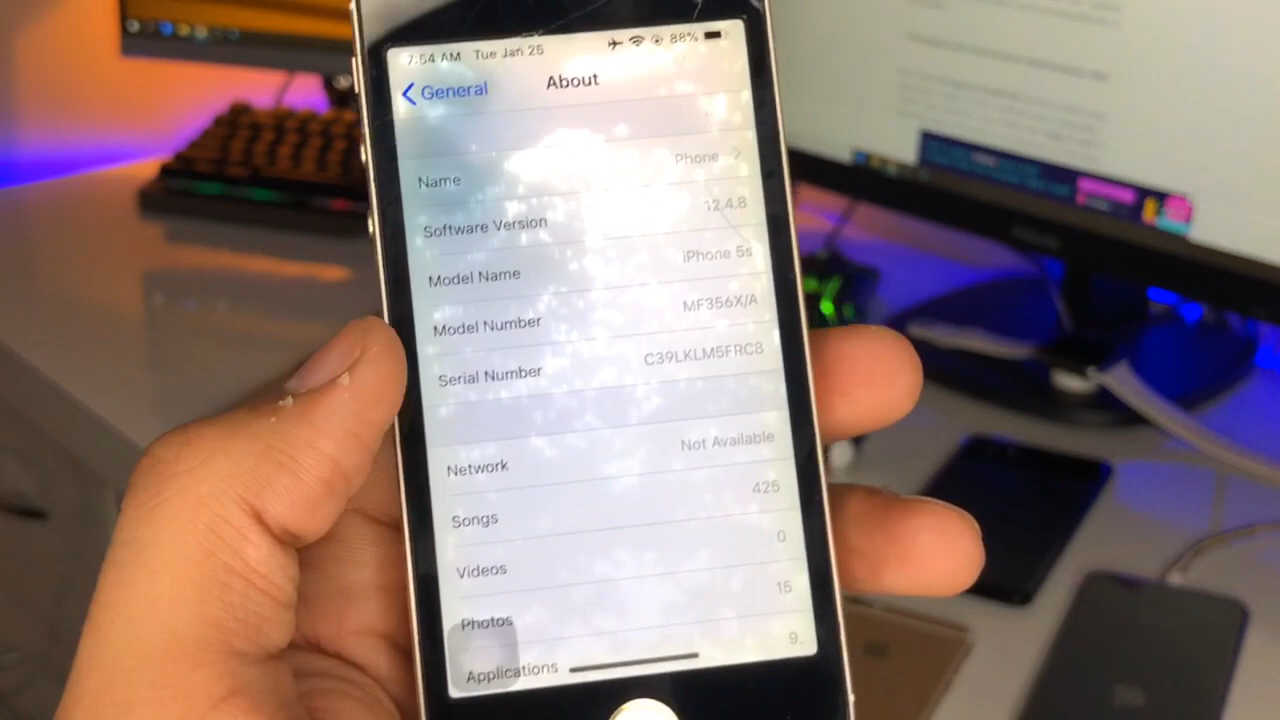 7:54 AM Tue Jan 25 88%
General About
Name Phone
Software Version 12.4.8
Model Name iPhone 5s
Model Number MF356X/A
Serial Number C39LKLM5FRC8
Network Not Available
Songs 425
Videos 0
Photos 15
Applications 9